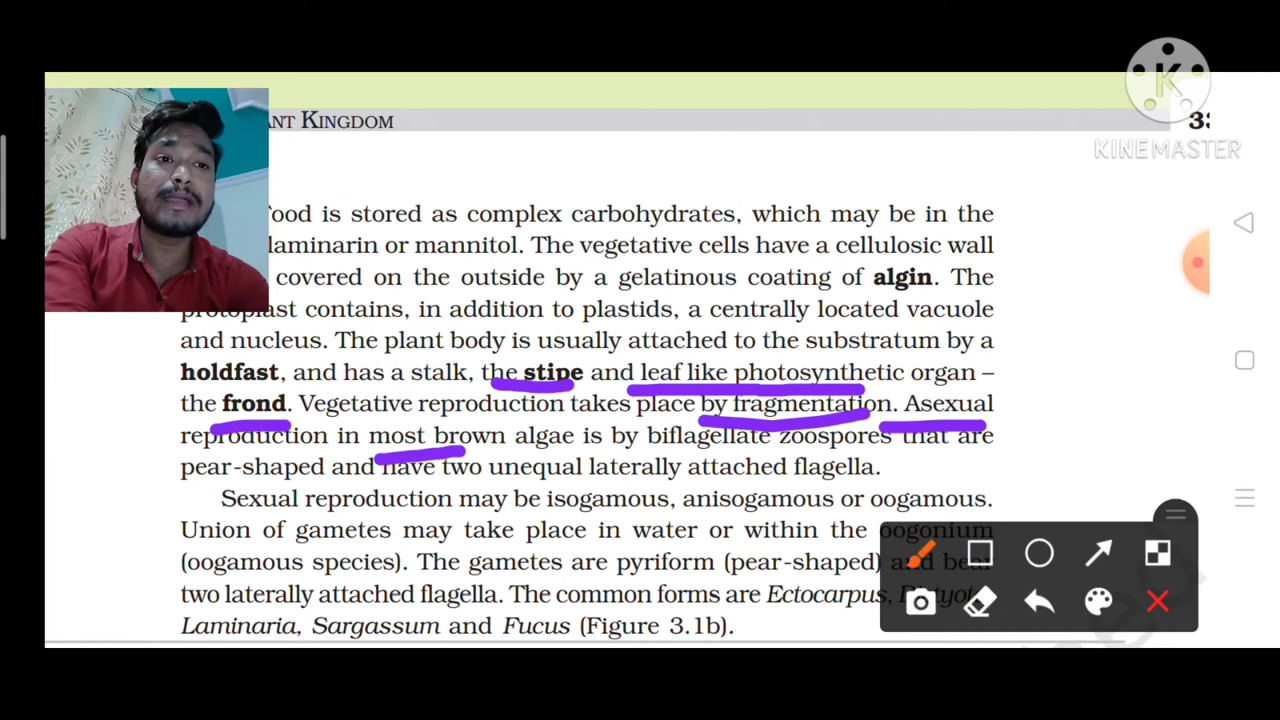 ANT KINGDOM
KINEMASTER
ood is stored as complex carbohydrates, which may be in the
laminarin or mannitol. The vegetative cells have a cellulosic wall
covered on the outside by a gelatinous coating of algin. The
protoplast contains, in addition to plastids, a centrally located vacuole
and nucleus. The plant body is usually attached to the substratum by a
holdfast, and has a stalk, the stipe and leaf like photosynthetic organ –
the frond. Vegetative reproduction takes place by fragmentation. Asexual
reproduction in most brown algae is by biflagellate zoospores that are
pear-shaped and have two unequal laterally attached flagella.
Sexual reproduction may be isogamous, anisogamous or oogamous.
Union of gametes may take place in water or within the oogonium
(oogamous species). The gametes are pyriform (pear-shaped) and bear
two laterally attached flagella. The common forms are Ectocarpus, Dictyota,
Laminaria, Sargassum and Fucus (Figure 3.1b).